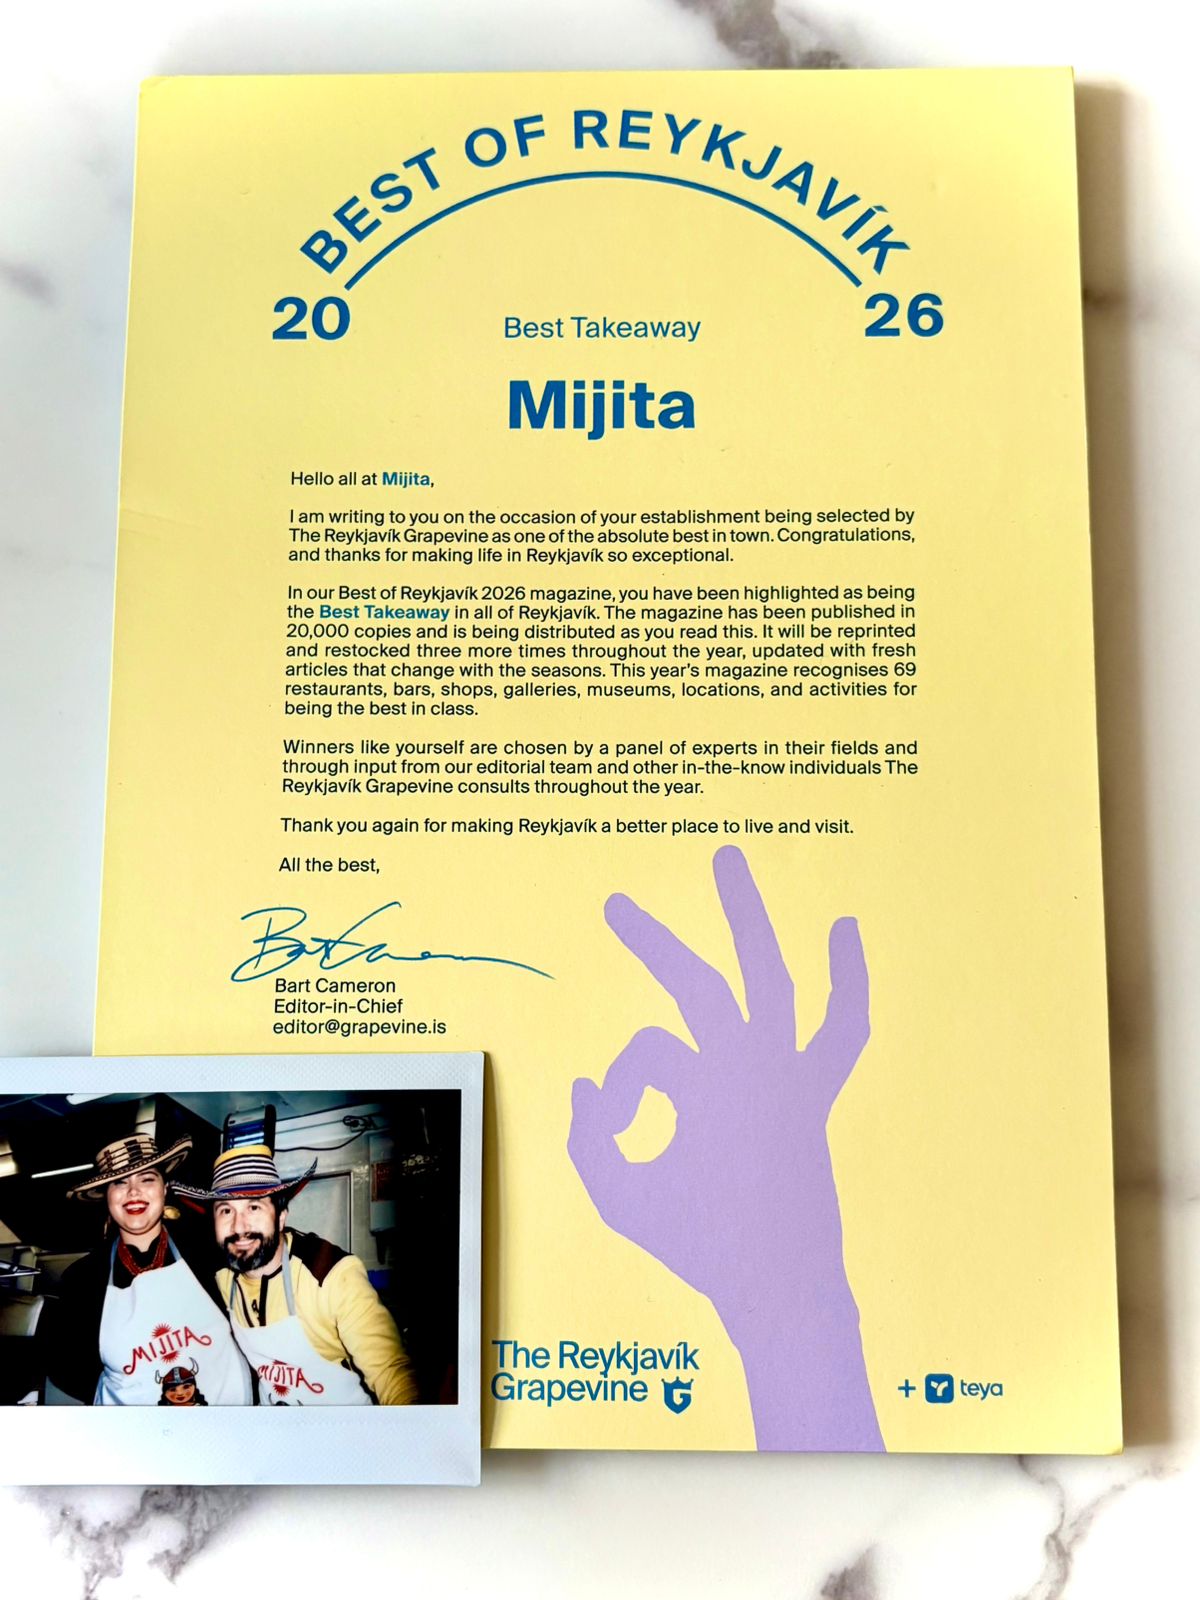 BEST OF REYKJAVÍK
20 26
Best Takeaway
Mijita
Hello all at Mijita,
I am writing to you on the occasion of your establishment being selected by
The Reykjavík Grapevine as one of the absolute best in town. Congratulations,
and thanks for making life in Reykjavík so exceptional.
In our Best of Reykjavík 2026 magazine, you have been highlighted as being
the Best Takeaway in all of Reykjavík. The magazine has been published in
20,000 copies and is being distributed as you read this. It will be reprinted
and restocked three more times throughout the year, updated with fresh
articles that change with the seasons. This year's magazine recognises 69
restaurants, bars, shops, galleries, museums, locations, and activities for
being the best in class.
Winners like yourself are chosen by a panel of experts in their fields and
through input from our editorial team and other in-the-know individuals The
Reykjavík Grapevine consults throughout the year.
Thank you again for making Reykjavík a better place to live and visit.
All the best,
Bart Cameron
Bart Cameron
Editor-in-Chief
editor@grapevine.is
MIJITA
MIJITA
The Reykjavík
Grapevine G
+ teya